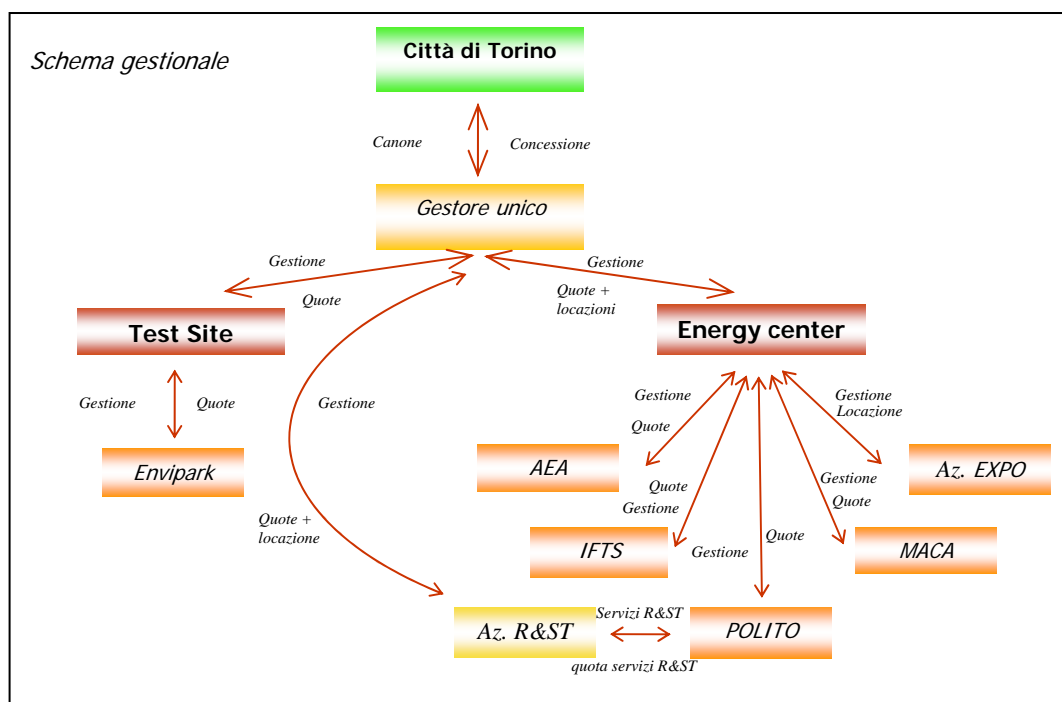 Città di Torino
Schema gestionale
Canone
Concessione
Gestore unico
Gestione
Gestione
Quote
Quote +
locazioni
Test Site
Energy center
Gestione
Quote
Gestione
Gestione
Gestione
Locazione
Quote
Envipark
AEA
Az. EXPO
Quote
Gestione
Gestione
Quote
Quote +
locazione
IFTS
Gestione
Quote
MACA
Az. R&ST
Servizi R&ST
POLITO
quota servizi R&ST